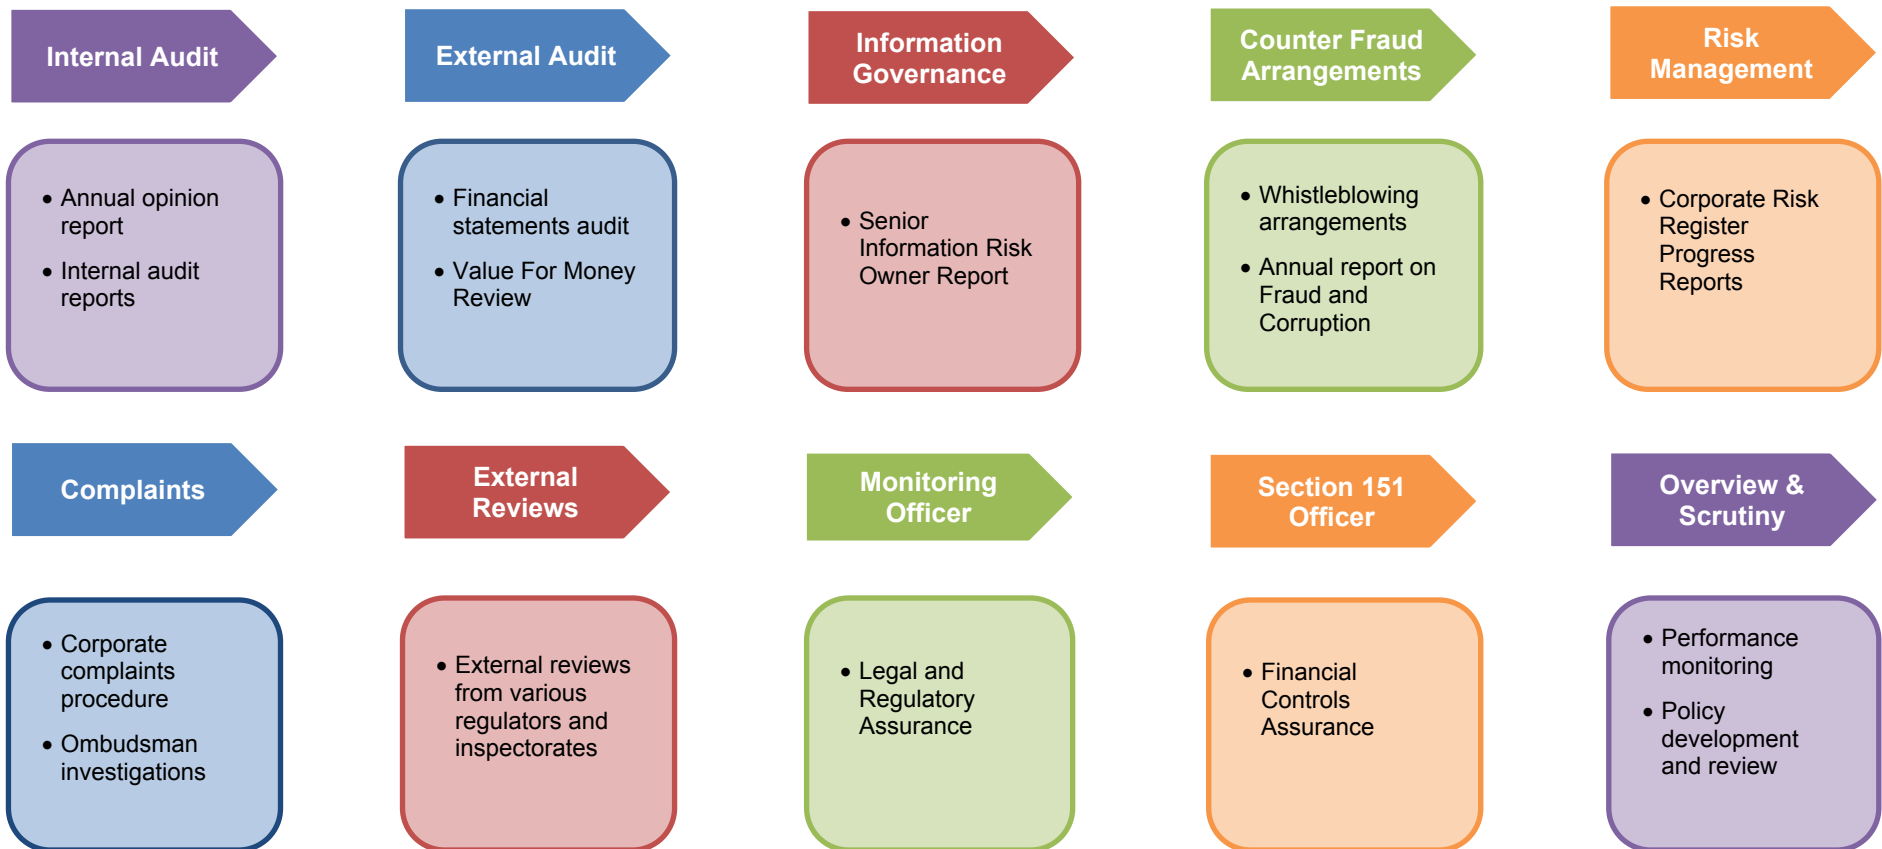 Internal Audit
External Audit
Information
Governance
Counter Fraud
Arrangements
Risk
Management
• Annual opinion
report
• Internal audit
reports
• Financial
statements audit
• Value For Money
Review
• Senior
Information Risk
Owner Report
• Whistleblowing
arrangements
• Annual report on
Fraud and
Corruption
• Corporate Risk
Register
Progress
Reports
Complaints
External
Reviews
Monitoring
Officer
Section 151
Officer
Overview &
Scrutiny
• Corporate
complaints
procedure
• Ombudsman
investigations
• External reviews
from various
regulators and
inspectorates
• Legal and
Regulatory
Assurance
• Financial
Controls
Assurance
• Performance
monitoring
• Policy
development
and review